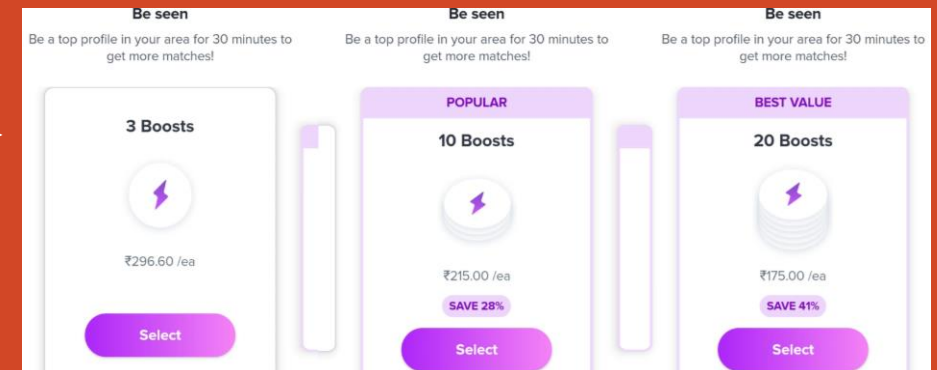 Be seen
Be a top profile in your area for 30 minutes to
get more matches!
3 Boosts
₹296.60 /ea
Select
Be seen
Be a top profile in your area for 30 minutes to
get more matches!
POPULAR
10 Boosts
₹215.00 /ea
SAVE 28%
Select
Be seen
Be a top profile in your area for 30 minutes to
get more matches!
BEST VALUE
20 Boosts
₹175.00 /ea
SAVE 41%
Select